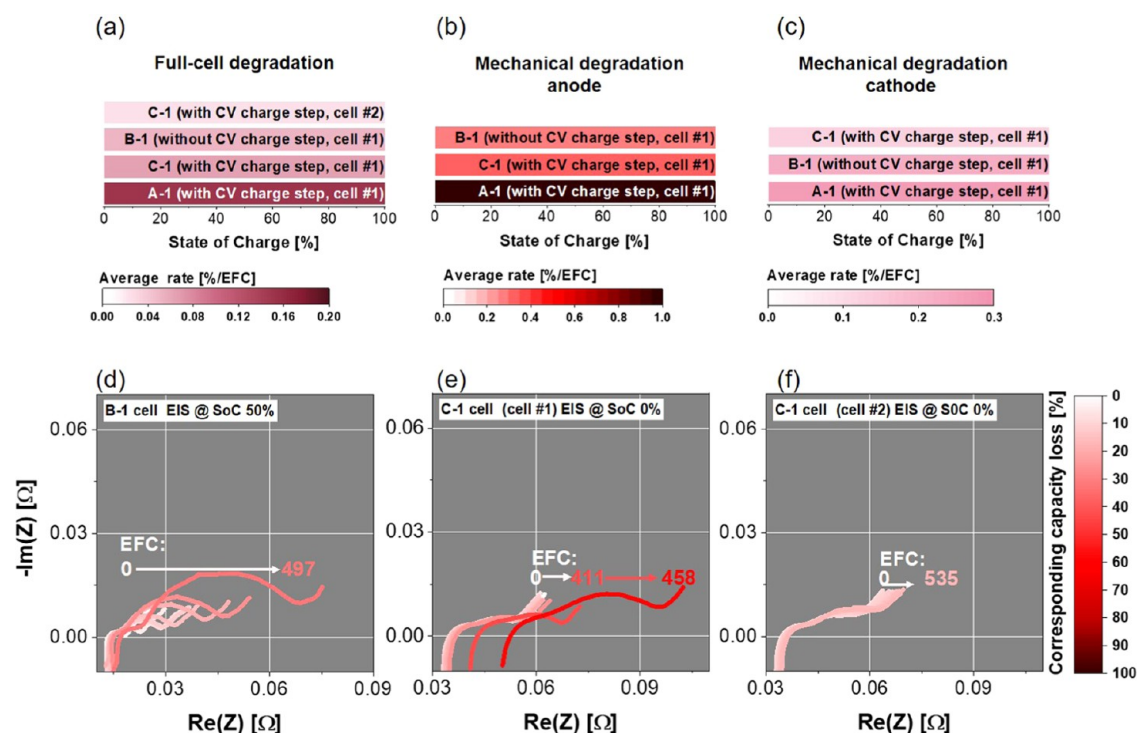 (a)
Full-cell degradation
C-1 (with CV charge step, cell #2)
B-1 (without CV charge step, cell #1)
C-1 (with CV charge step, cell #1)
A-1 (with CV charge step, cell #1)
0 20 40 60 80 100
State of Charge [%]
Average rate [%/EFC]
0.00 0.04 0.08 0.12 0.16 0.20
(b)
Mechanical degradation
anode
B-1 (without CV charge step, cell #1)
C-1 (with CV charge step, cell #1)
A-1 (with CV charge step, cell #1)
0 20 40 60 80 100
State of Charge [%]
Average rate [%/EFC]
0.0 0.2 0.4 0.6 0.8 1.0
(c)
Mechanical degradation
cathode
C-1 (with CV charge step, cell #1)
B-1 (without CV charge step, cell #1)
A-1 (with CV charge step, cell #1)
0 20 40 60 80 100
State of Charge [%]
Average rate [%/EFC]
0.0 0.1 0.2 0.3
(d)
B-1 cell EIS @ SoC 50%
0.06
0.03
0.00
-Im(Z) [Ω]
EFC:
0 497
0.03 0.06 0.09
Re(Z) [Ω]
(e)
C-1 cell (cell #1) EIS @ SoC 0%
0.06
0.03
0.00
EFC:
0 411 458
0.03 0.06 0.09
Re(Z) [Ω]
(f)
C-1 cell (cell #2) EIS @ S0C 0%
0.06
0.03
0.00
EFC:
0 535
0.03 0.06 0.09
Re(Z) [Ω]
Corresponding capacity loss [%]
0
10
20
30
40
50
60
70
80
90
100